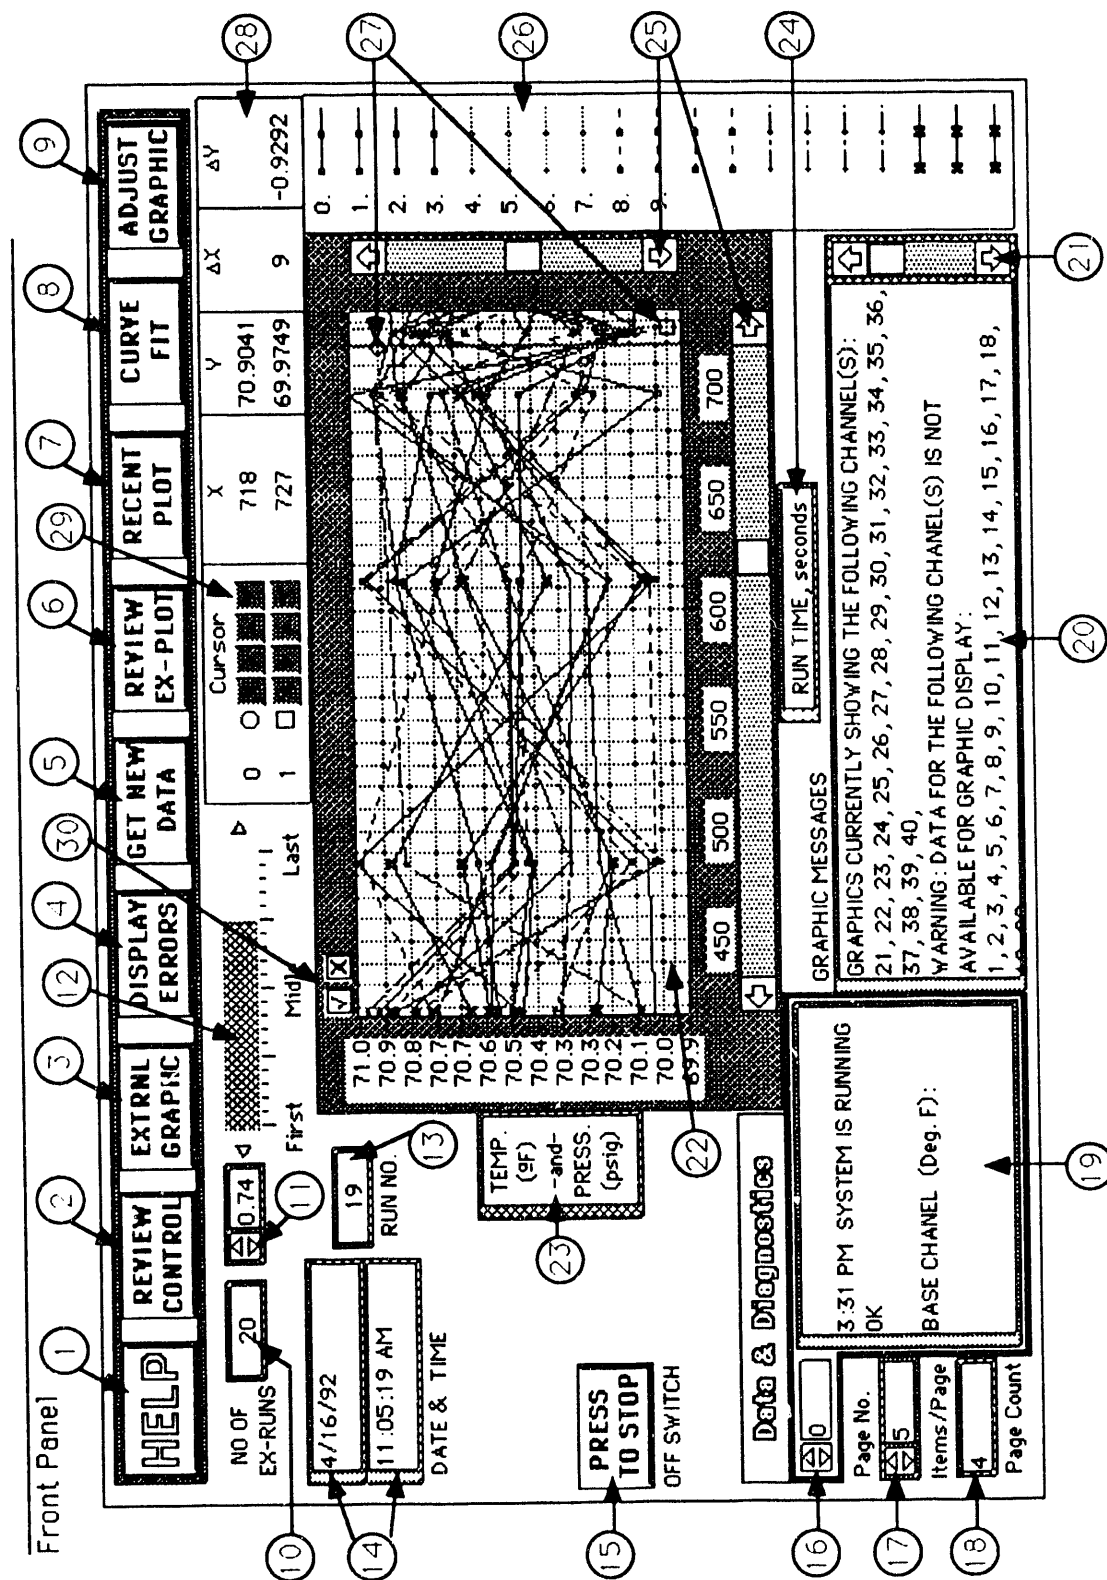 Front Panel
1
2
3
4
5
6
7
8
9
12
30
29
28
HELP
REVIEW CONTROL
EXTRNL GRAPHC
DISPLAY ERRORS
GET NEW DATA
REVIEW EX-PLOT
RECENT PLOT
CURVE FIT
ADJUST GRAPHIC
NO OF EX-RUNS
20
0.74
First Midl Last
Cursor X Y ΔX ΔY
0 718 70.9041 9 -0.9292
1 727 69.9749
10
11
13
14
4/16/92
11:05:19 AM
DATE & TIME
19
RUN NO.
√ X
71.0
70.9
70.8
70.7
70.7
70.6
70.5
70.4
70.3
70.3
70.2
70.1
70.0
69.9
0.
1.
2.
3.
4.
5.
6.
7.
8.
9.
27
26
25
24
TEMP.
(ºF)
-and-
PRESS.
(psig)
23
22
15
PRESS TO STOP
OFF SWITCH
450 500 550 600 650 700
RUN TIME, seconds
Data & Diagnostics
16
0
Page No.
17
5
Items/Page
18
4
Page Count
3:31 PM SYSTEM IS RUNNING
OK
BASE CHANEL (Deg. F):
19
GRAPHIC MESSAGES
GRAPHICS CURRENTLY SHOWING THE FOLLOWING CHANNEL(S):
21, 22, 23, 24, 25, 26, 27, 28, 29, 30, 31, 32, 33, 34, 35, 36,
37, 38, 39, 40,
WARNING: DATA FOR THE FOLLOWING CHANEL(S) IS NOT
AVAILABLE FOR GRAPHIC DISPLAY:
1, 2, 3, 4, 5, 6, 7, 8, 9, 10, 11, 12, 13, 14, 15, 16, 17, 18,
20
21